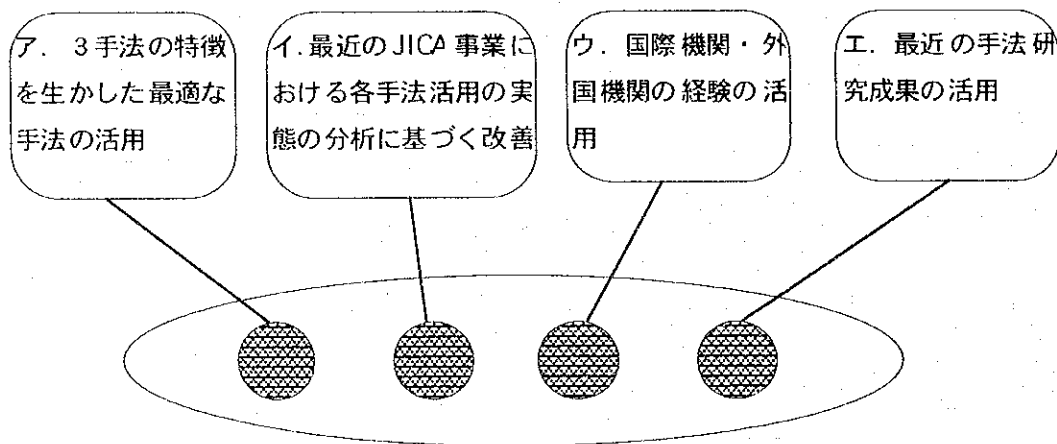 ア. 3手法の特徴
を生かした最適な
手法の活用
イ. 最近のJICA事業に
おける各手法活用の実
態の分析に基づく改善
ウ. 国際機関・外
国機関の経験の活
用
エ. 最近の手法研
究成果の活用